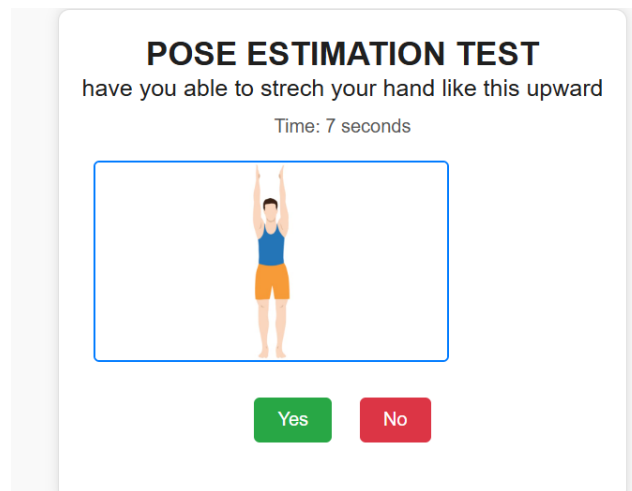 POSE ESTIMATION TEST
have you able to strech your hand like this upward
Time: 7 seconds
Yes
No